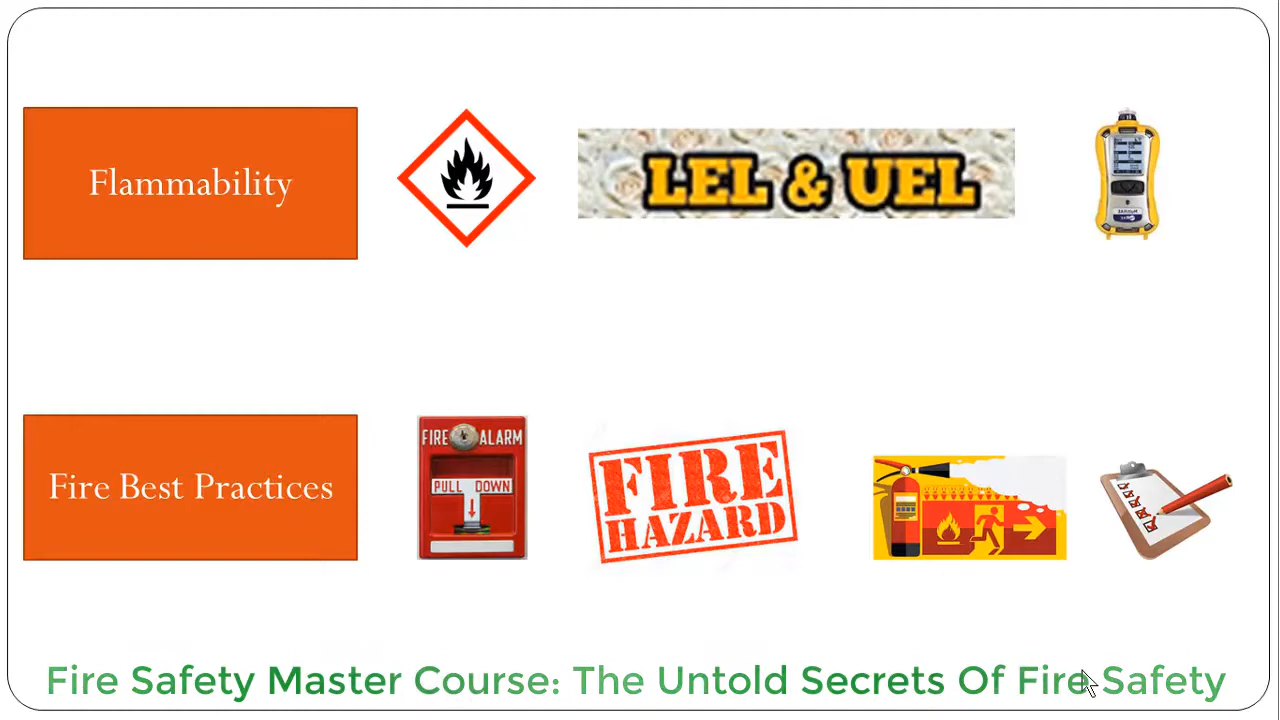 Flammability
LEL & UEL
Fire Best Practices
FIRE ALARM
PULL DOWN
FIRE
HAZARD
Fire Safety Master Course: The Untold Secrets Of Fire Safety